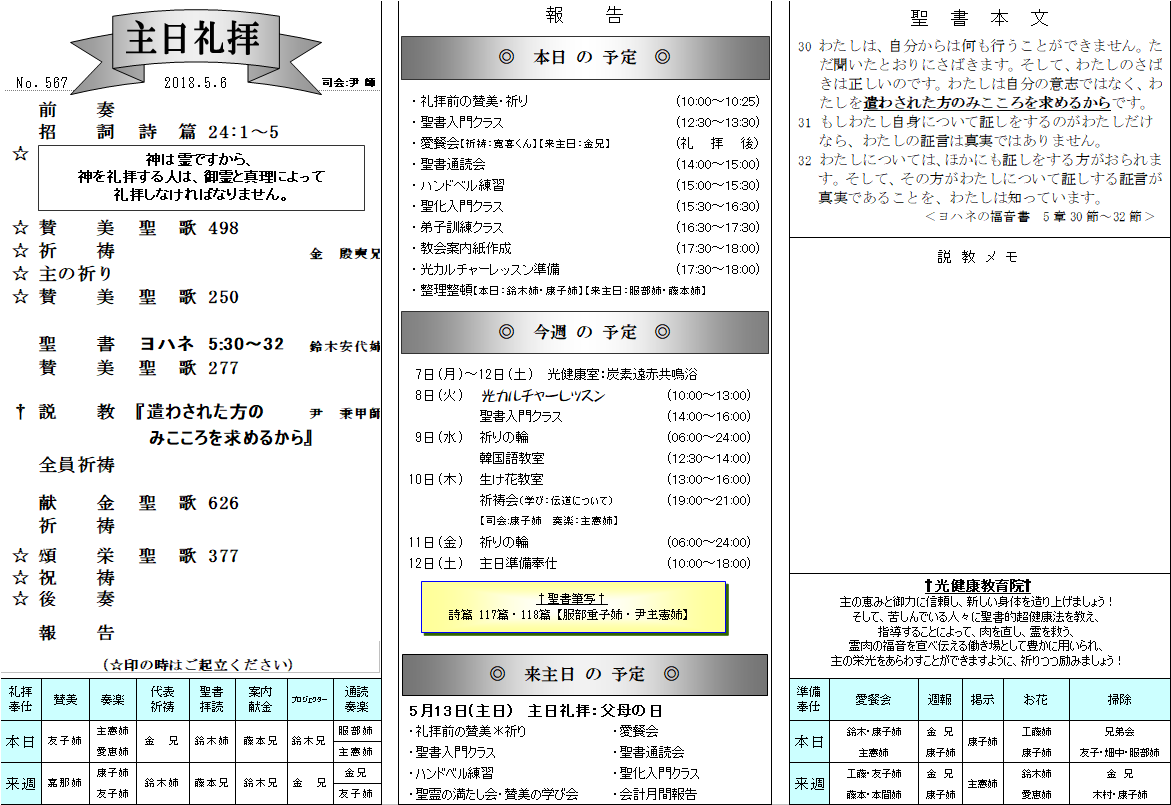 主日礼拝
No. 567
2018.5.6
司会:尹 師
前 奏
招 詞 詩 篇 24:1～5
☆
神は霊ですから、
神を礼拝する人は、御霊と真理によって
礼拝しなければなりません。
☆ 賛 美 聖 歌 498
☆ 祈 祷 金 殷奭兄
☆ 主の祈り
☆ 賛 美 聖 歌 250
聖 書 ヨハネ 5:30～32 鈴木安代姉
賛 美 聖 歌 277
† 説 教 『遣わされた方の 尹 秉甲師
みこころを求めるから』
全員祈祷
献 金 聖 歌 626
祈 祷
☆ 頌 栄 聖 歌 377
☆ 祝 祷
☆ 後 奏
報 告
(☆印の時はご起立ください)
礼拝奉仕 賛美 奏楽 代表祈祷 聖書拝読 案内献金 プロジェクター 通読奏楽
本日 友子姉 主憲姉 愛恵姉 金 兄 鈴木姉 藤本兄 鈴木兄 服部姉 主憲姉
来週 嘉那姉 康子姉 友子姉 鈴木姉 藤本兄 鈴木兄 金 兄 金兄 友子姉
報 告
◎ 本日 の 予定 ◎
・礼拝前の賛美・祈り (10:00～10:25)
・聖書入門クラス (12:30～13:30)
・愛餐会【祈祷:寛喜くん】【来主日:金兄】 (礼 拝 後)
・聖書通読会 (14:00～15:00)
・ハンドベル練習 (15:00～15:30)
・聖化入門クラス (15:30～16:30)
・弟子訓練クラス (16:30～17:30)
・教会案内紙作成 (17:30～18:00)
・光カルチャーレッスン準備 (17:30～18:00)
・整理整頓【本日:鈴木姉・康子姉】【来主日:服部姉・藤本姉】
◎ 今週 の 予定 ◎
7日(月)～12日(土) 光健康室:炭素遠赤共鳴浴
8日(火) 光カルチャーレッスン (10:00～13:00)
聖書入門クラス (14:00～16:00)
9日(水) 祈りの輪 (06:00～24:00)
韓国語教室 (12:30～14:00)
10日(木) 生け花教室 (13:00～16:00)
祈祷会(学び:伝道について) (19:00～21:00)
【司会:康子姉 奏楽:主憲姉】
11日(金) 祈りの輪 (06:00～24:00)
12日(土) 主日準備奉仕 (10:00～18:00)
†聖書筆写†
詩篇 117篇・118篇【服部重子姉・尹主憲姉】
◎ 来主日 の 予定 ◎
5月13日(主日) 主日礼拝:父母の日
・礼拝前の賛美＊祈り ・愛餐会
・聖書入門クラス ・聖書通読会
・ハンドベル練習 ・聖化入門クラス
・聖霊の満たし会・賛美の学び会 ・会計月間報告
聖 書 本 文
30 わたしは、自分からは何も行うことができません。た
だ聞いたとおりにさばきます。そして、わたしのさば
きは正しいのです。わたしは自分の意志ではなく、わ
たしを遣わされた方のみこころを求めるからです。
31 もしわたし自身について証しをするのがわたしだけ
なら、わたしの証言は真実ではありません。
32 わたしについては、ほかにも証しをする方がおられま
す。そして、その方がわたしについて証しする証言が
真実であることを、わたしは知っています。
＜ヨハネの福音書 5章30節～32節＞
説 教 メ モ
†光健康教育院†
主の恵みと御力に信頼し、新しい身体を造り上げましょう！
そして、苦しんでいる人々に聖書的超健康法を教え、
指導することによって、肉を直し、霊を救う、
霊肉の福音を宣べ伝える働き場として豊かに用いられ、
主の栄光をあらわすことができますように、祈りつつ励みましょう！
準備奉仕 愛餐会 週報 掲示 お花 掃除
本日 鈴木・康子姉 主憲姉 金 兄 康子姉 康子姉 工藤姉 康子姉 兄弟会 友子・畑中・服部姉
来週 工藤・友子姉 藤本・本間姉 金 兄 康子姉 主憲姉 鈴木姉 愛恵姉 金 兄 木村・康子姉